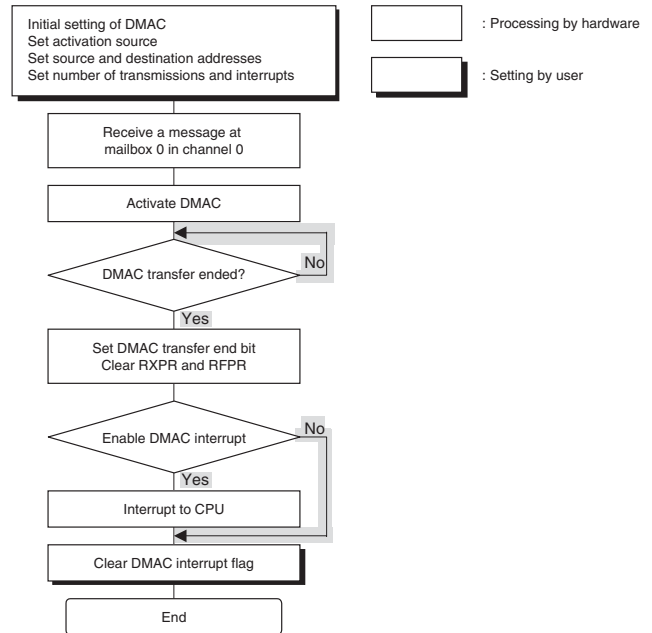 Initial setting of DMAC
Set activation source
Set source and destination addresses
Set number of transmissions and interrupts
: Processing by hardware
: Setting by user
Receive a message at
mailbox 0 in channel 0
Activate DMAC
DMAC transfer ended?
No
Yes
Set DMAC transfer end bit
Clear RXPR and RFPR
Enable DMAC interrupt
No
Yes
Interrupt to CPU
Clear DMAC interrupt flag
End